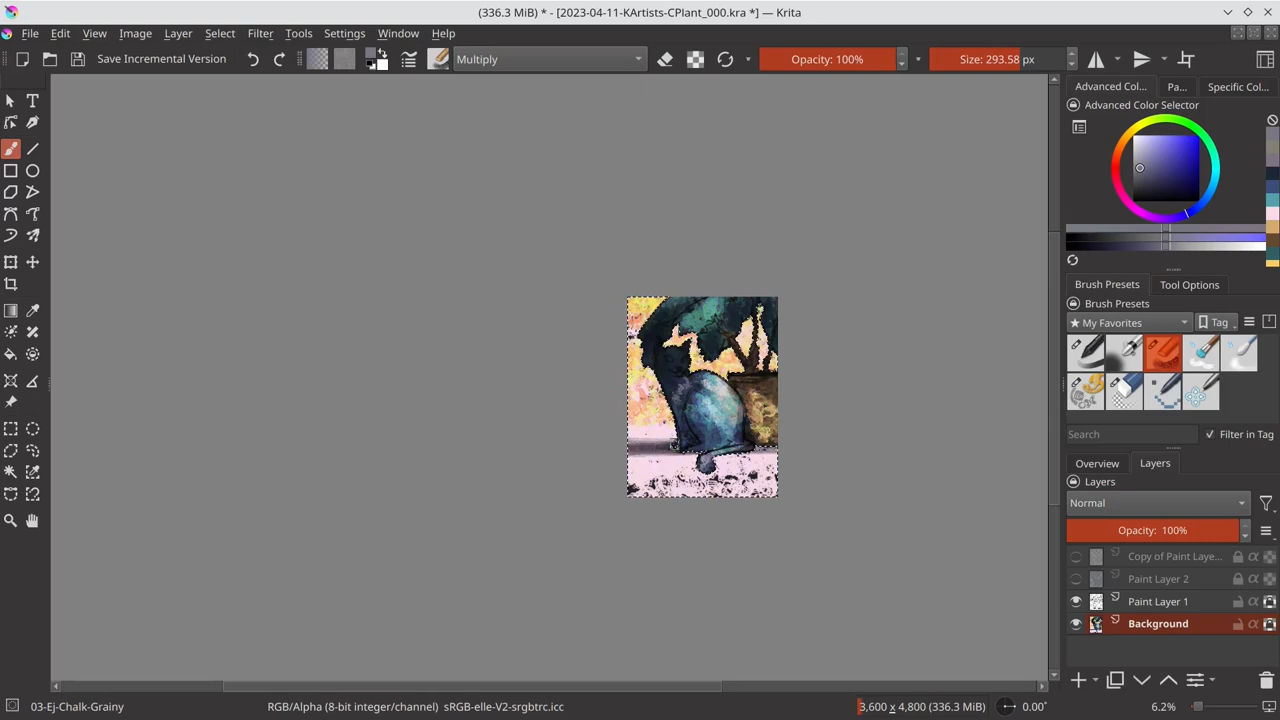 (336.3 MiB) * - [2023-04-11-KArtists-CPlant_000.kra *] — Krita
File Edit View Image Layer Select Filter Tools Settings Window Help
Save Incremental Version Multiply Opacity: 100% Size: 293.58 px
Advanced Col... Pa... Specific Col...
Advanced Color Selector
Brush Presets Tool Options
Brush Presets
★ My Favorites Tag
Search Filter in Tag
Overview Layers
Layers
Normal
Opacity: 100%
Copy of Paint Laye...
Paint Layer 2
Paint Layer 1
Background
03-Ej-Chalk-Grainy RGB/Alpha (8-bit integer/channel) sRGB-elle-V2-srgbtrc.icc 3,600 x 4,800 (336.3 MiB) 0.00° 6.2%